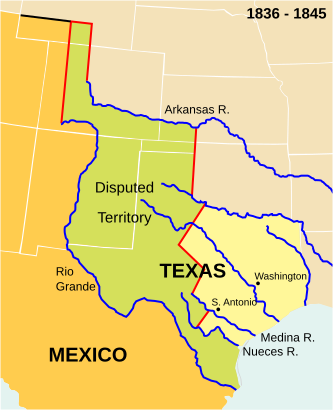 1836 - 1845
Arkansas R.
Disputed
Territory
TEXAS
Washington
Rio
Grande
S. Antonio
Medina R.
Nueces R.
MEXICO